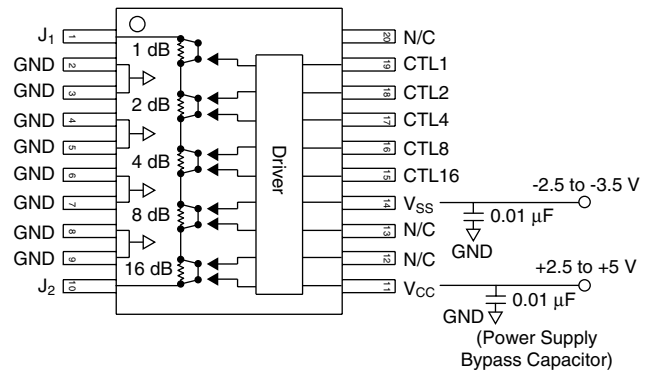 J1 1
GND 2
GND 3
GND 4
GND 5
GND 6
GND 7
GND 8
GND 9
J2 10
1 dB
2 dB
4 dB
8 dB
16 dB
Driver
20 N/C
19 CTL1
18 CTL2
17 CTL4
16 CTL8
15 CTL16
14 VSS
13 N/C
12 N/C
11 VCC
-2.5 to -3.5 V
0.01 μF
GND
+2.5 to +5 V
0.01 μF
GND
(Power Supply
Bypass Capacitor)